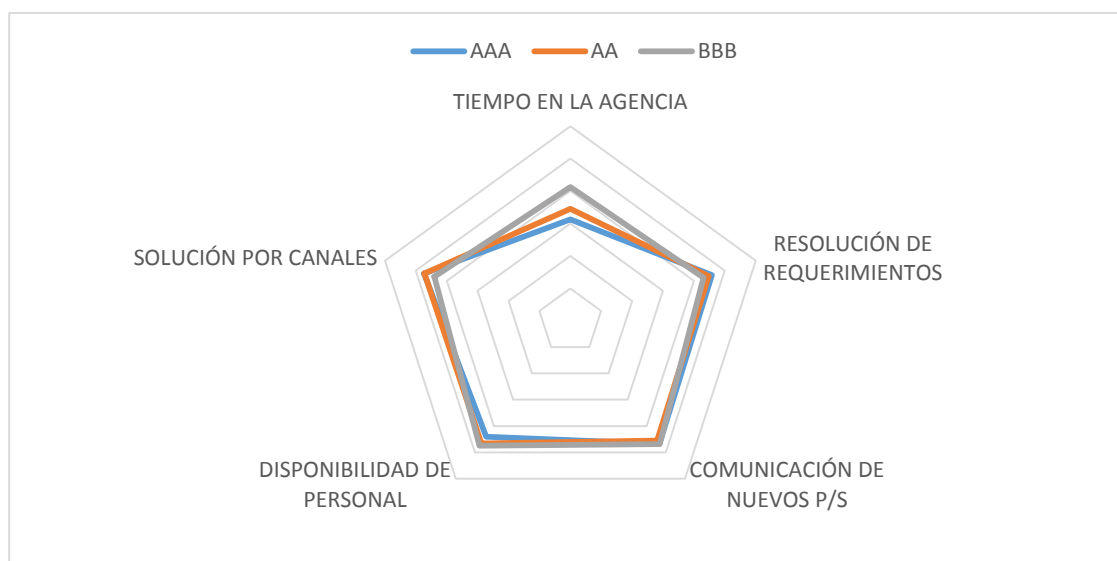 AAA AA BBB
TIEMPO EN LA AGENCIA
RESOLUCIÓN DE
REQUERIMIENTOS
COMUNICACIÓN DE
NUEVOS P/S
DISPONIBILIDAD DE
PERSONAL
SOLUCIÓN POR CANALES